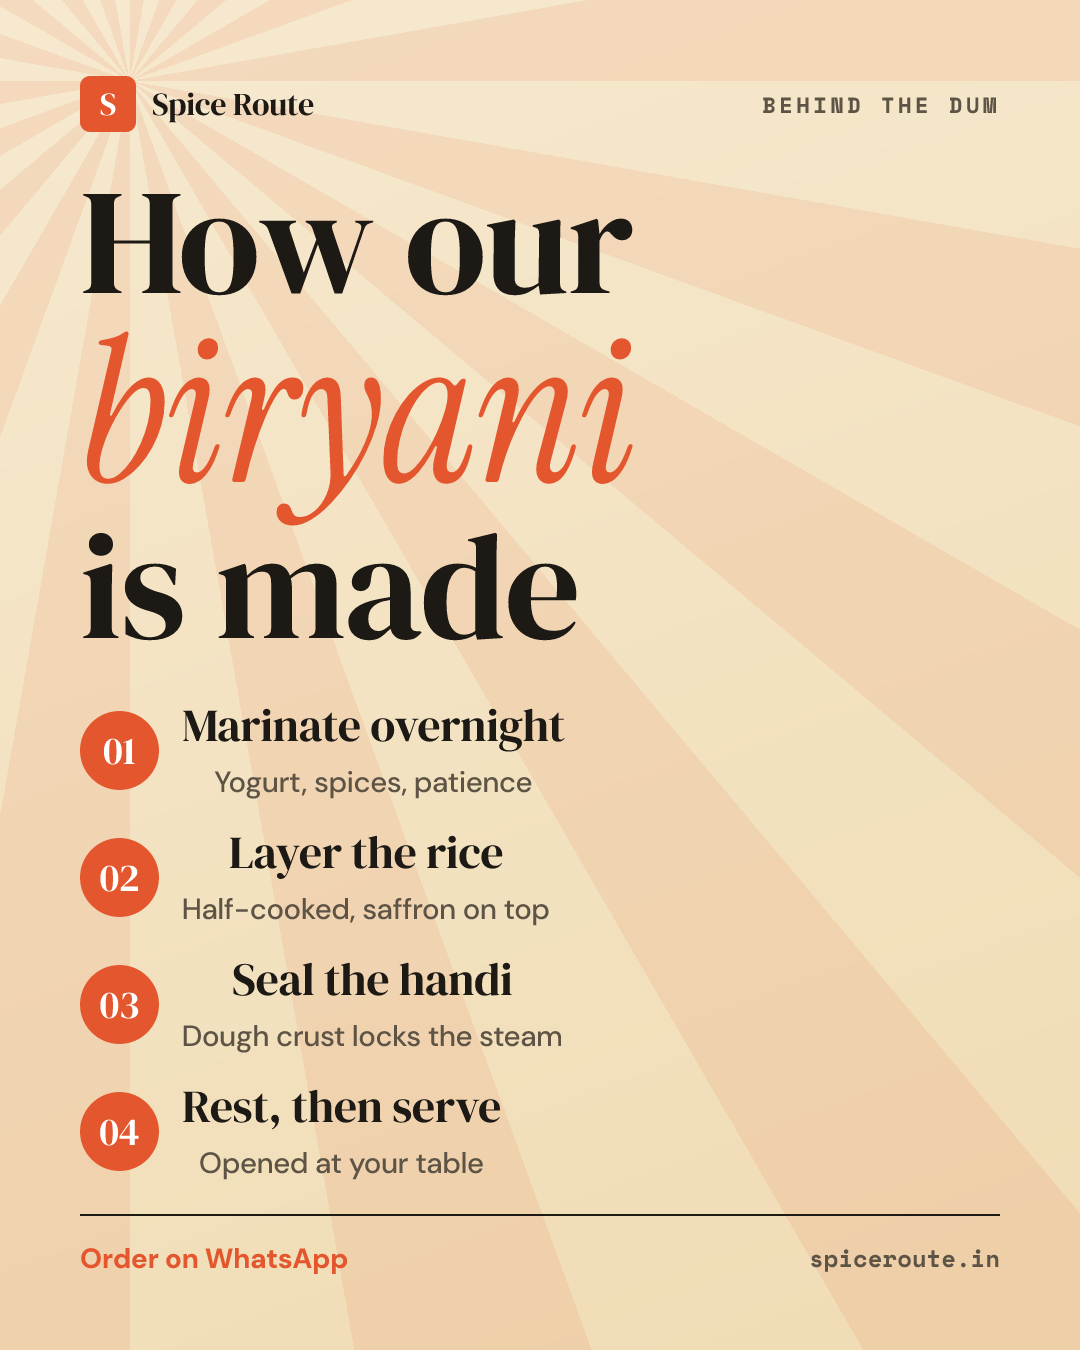 S
Spice Route
BEHIND THE DUM
How our
biryani
is made
01
Marinate overnight
Yogurt, spices, patience
02
Layer the rice
Half-cooked, saffron on top
03
Seal the handi
Dough crust locks the steam
04
Rest, then serve
Opened at your table
Order on WhatsApp
spiceroute.in